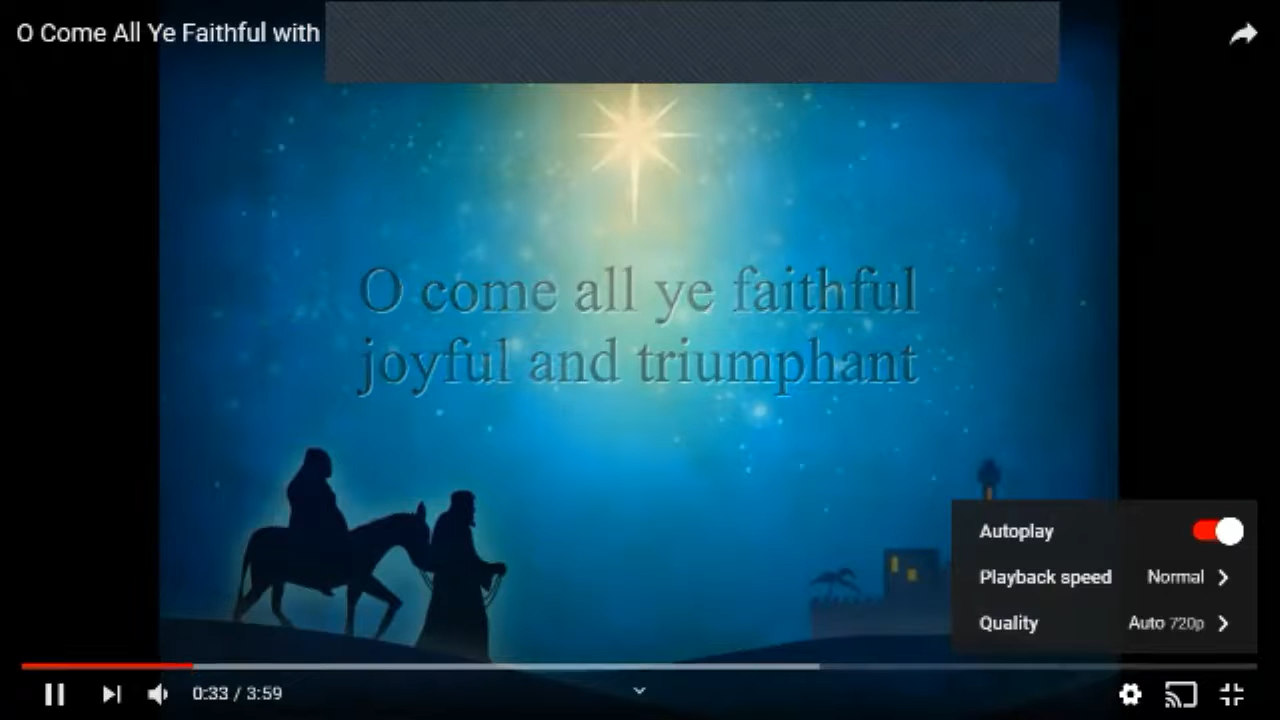 O Come All Ye Faithful with
O come all ye faithful
joyful and triumphant
Autoplay
Playback speed Normal
Quality Auto 720p
0:33 / 3:59